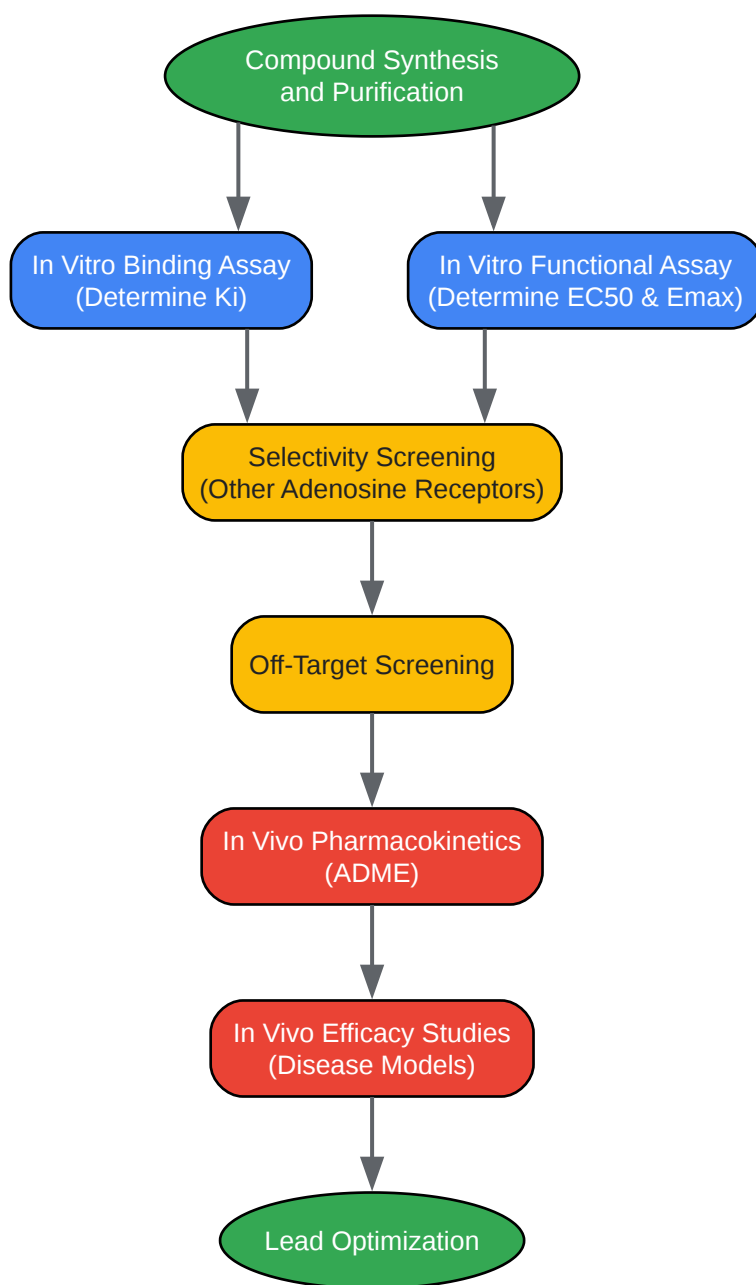 Compound Synthesis
and Purification
In Vitro Binding Assay
(Determine Ki)
In Vitro Functional Assay
(Determine EC50 & Emax)
Selectivity Screening
(Other Adenosine Receptors)
Off-Target Screening
In Vivo Pharmacokinetics
(ADME)
In Vivo Efficacy Studies
(Disease Models)
Lead Optimization